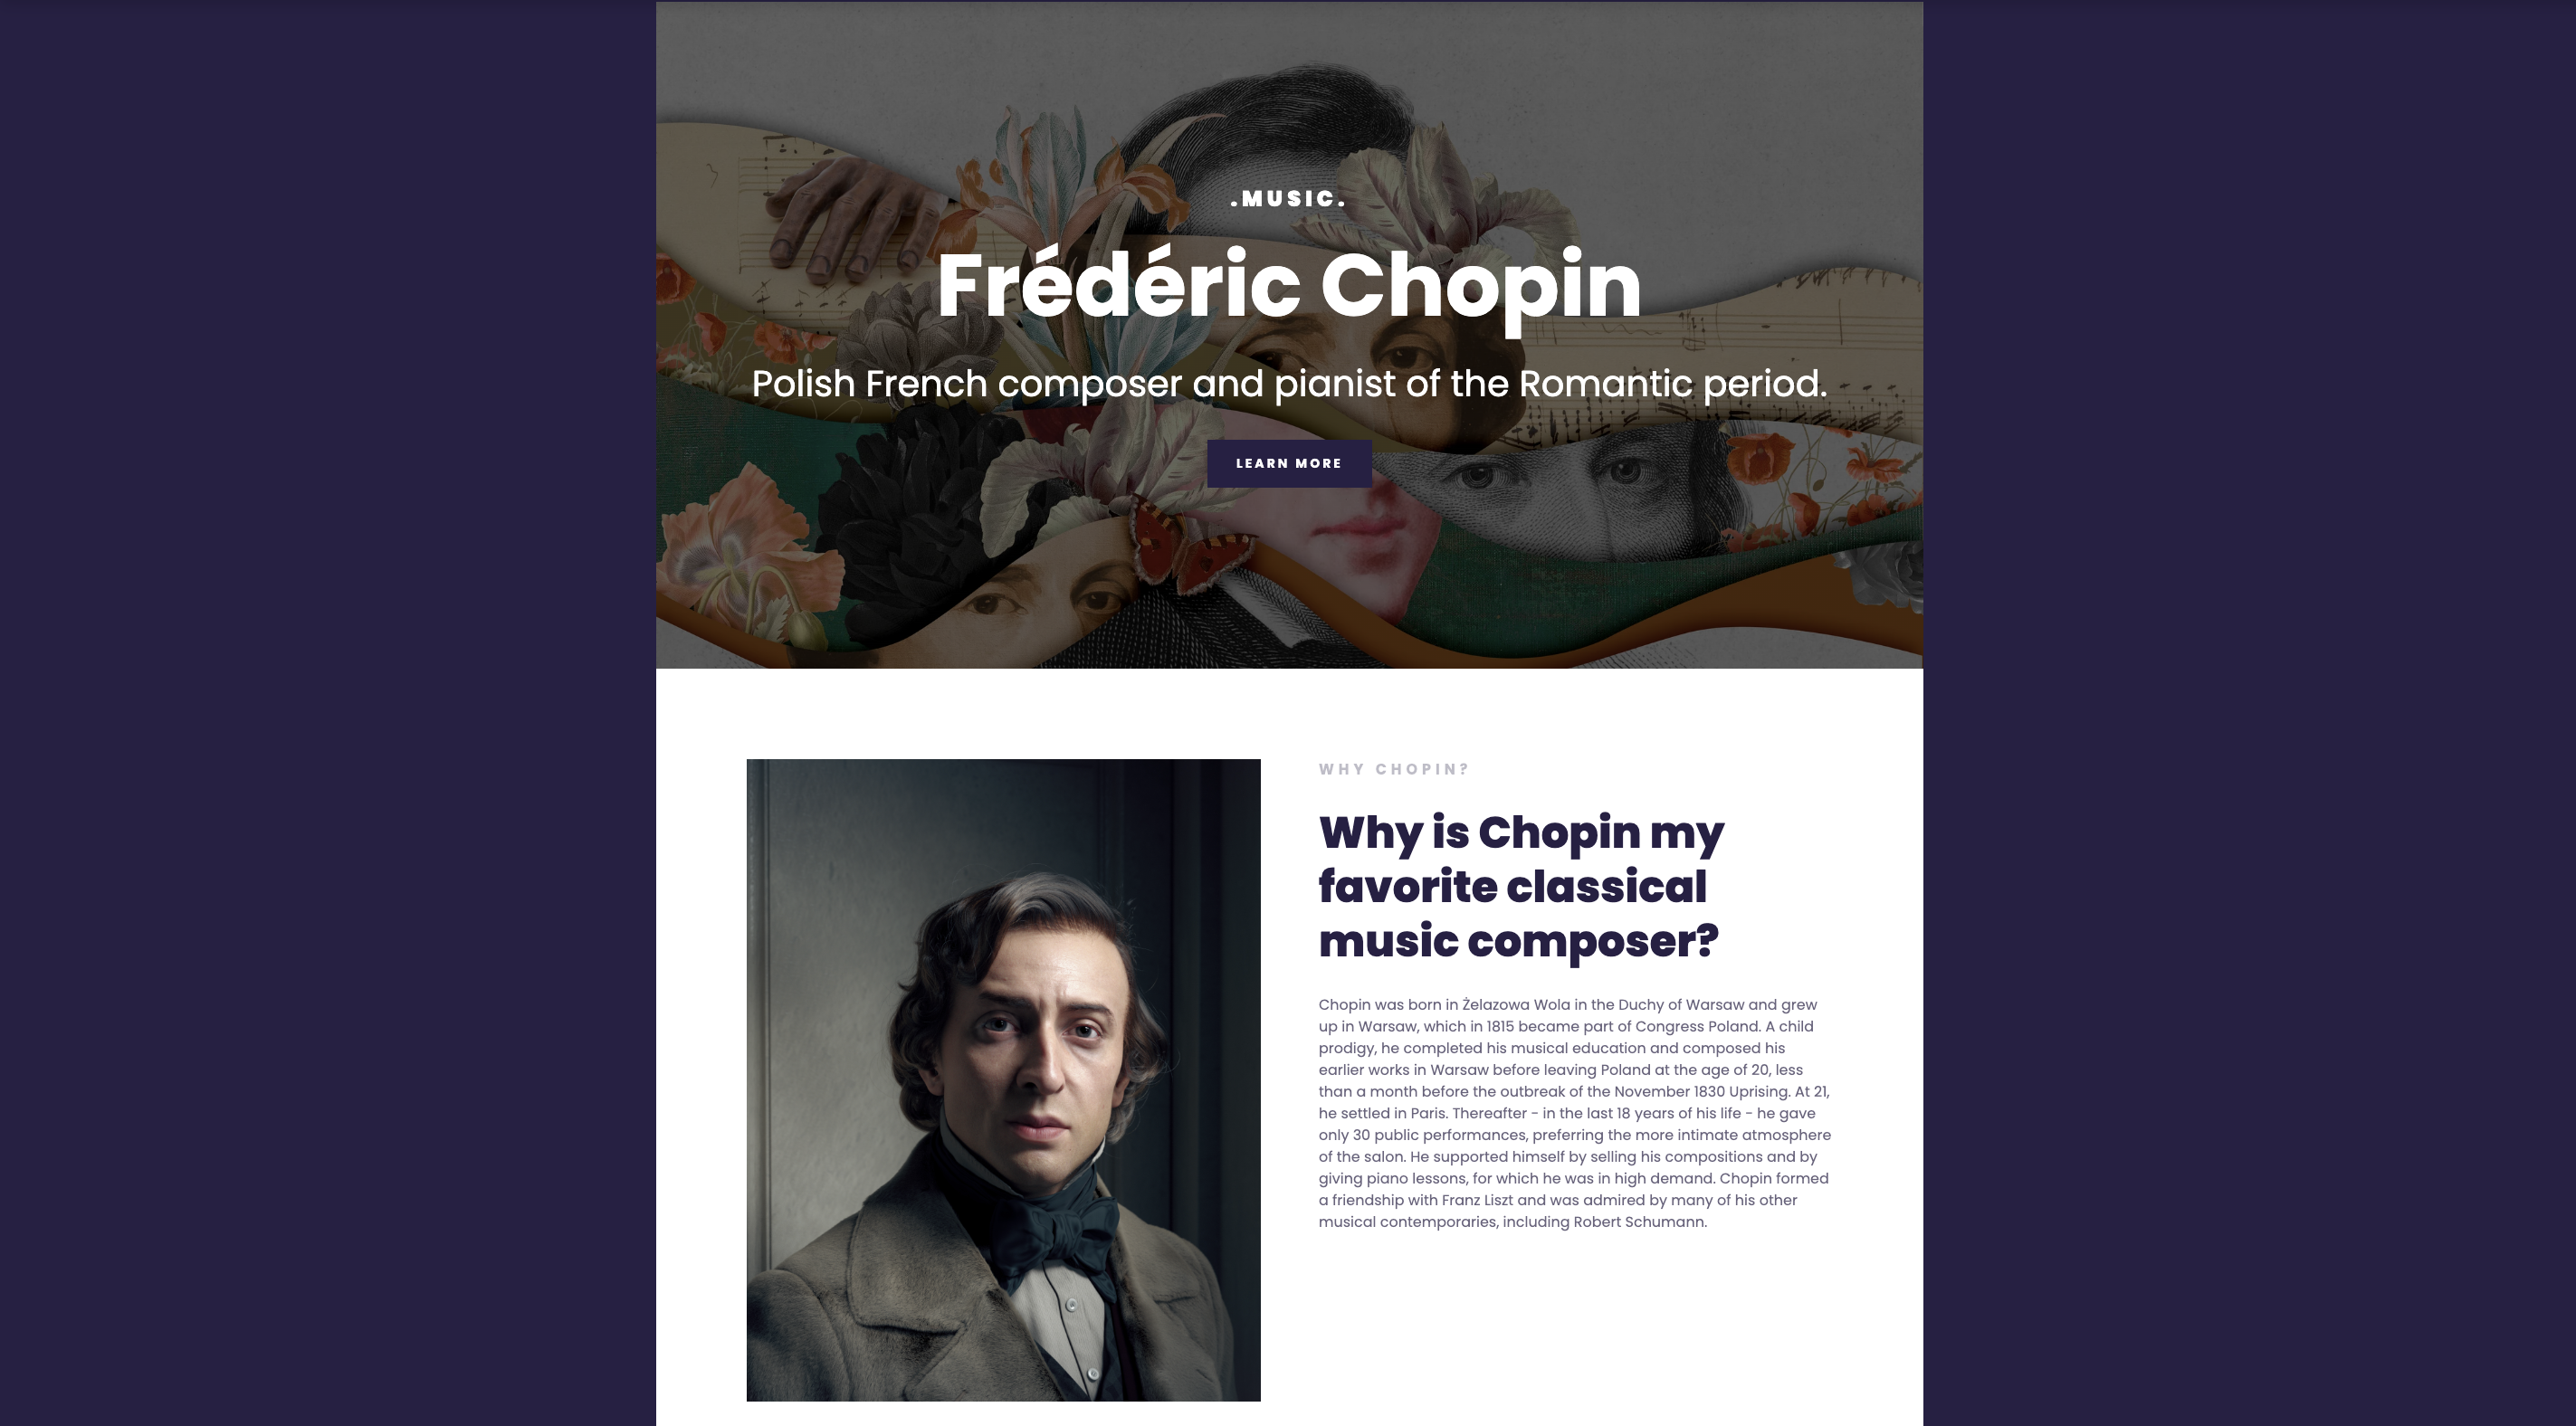 .MUSIC.
Frédéric Chopin
Polish French composer and pianist of the Romantic period.
LEARN MORE
WHY CHOPIN?
Why is Chopin my
favorite classical
music composer?
Chopin was born in Żelazowa Wola in the Duchy of Warsaw and grew
up in Warsaw, which in 1815 became part of Congress Poland. A child
prodigy, he completed his musical education and composed his
earlier works in Warsaw before leaving Poland at the age of 20, less
than a month before the outbreak of the November 1830 Uprising. At 21,
he settled in Paris. Thereafter - in the last 18 years of his life - he gave
only 30 public performances, preferring the more intimate atmosphere
of the salon. He supported himself by selling his compositions and by
giving piano lessons, for which he was in high demand. Chopin formed
a friendship with Franz Liszt and was admired by many of his other
musical contemporaries, including Robert Schumann.